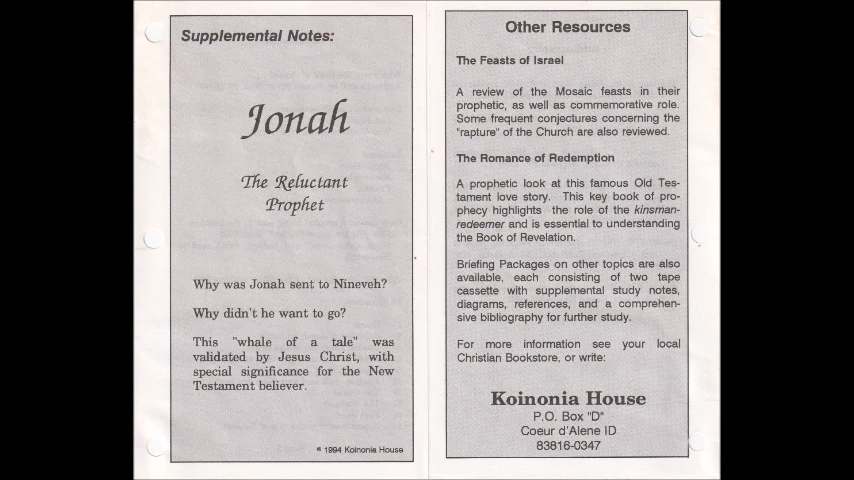 Supplemental Notes:
Jonah
The Reluctant
Prophet
Why was Jonah sent to Nineveh?
Why didn't he want to go?
This "whale of a tale" was
validated by Jesus Christ, with
special significance for the New
Testament believer.
© 1994 Koinonia House
Other Resources
The Feasts of Israel
A review of the Mosaic feasts in their
prophetic, as well as commemorative role.
Some frequent conjectures concerning the
"rapture" of the Church are also reviewed.
The Romance of Redemption
A prophetic look at this famous Old Tes-
tament love story. This key book of pro-
phecy highlights the role of the kinsman-
redeemer and is essential to understanding
the Book of Revelation.
Briefing Packages on other topics are also
available, each consisting of two tape
cassette with supplemental study notes,
diagrams, references, and a comprehen-
sive bibliography for further study.
For more information see your local
Christian Bookstore, or write:
Koinonia House
P.O. Box "D"
Coeur d'Alene ID
83816-0347